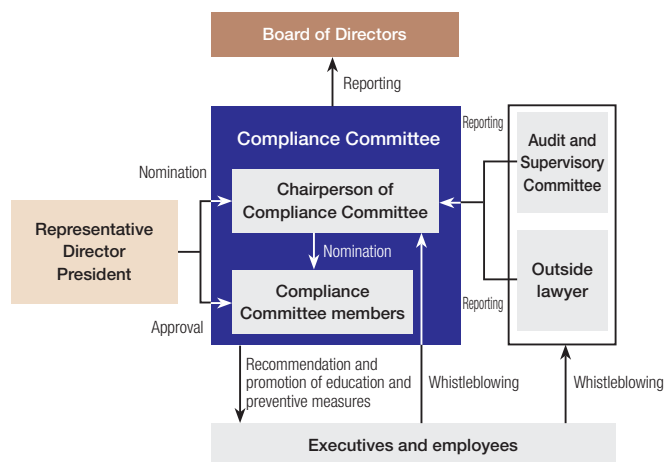 Board of Directors
Reporting
Compliance Committee
Reporting
Audit and
Supervisory
Committee
Nomination
Chairperson of
Compliance Committee
Representative
Director
President
Nomination
Outside
lawyer
Compliance
Committee members
Reporting
Approval
Recommendation and
promotion of education and
preventive measures
Whistleblowing
Whistleblowing
Executives and employees